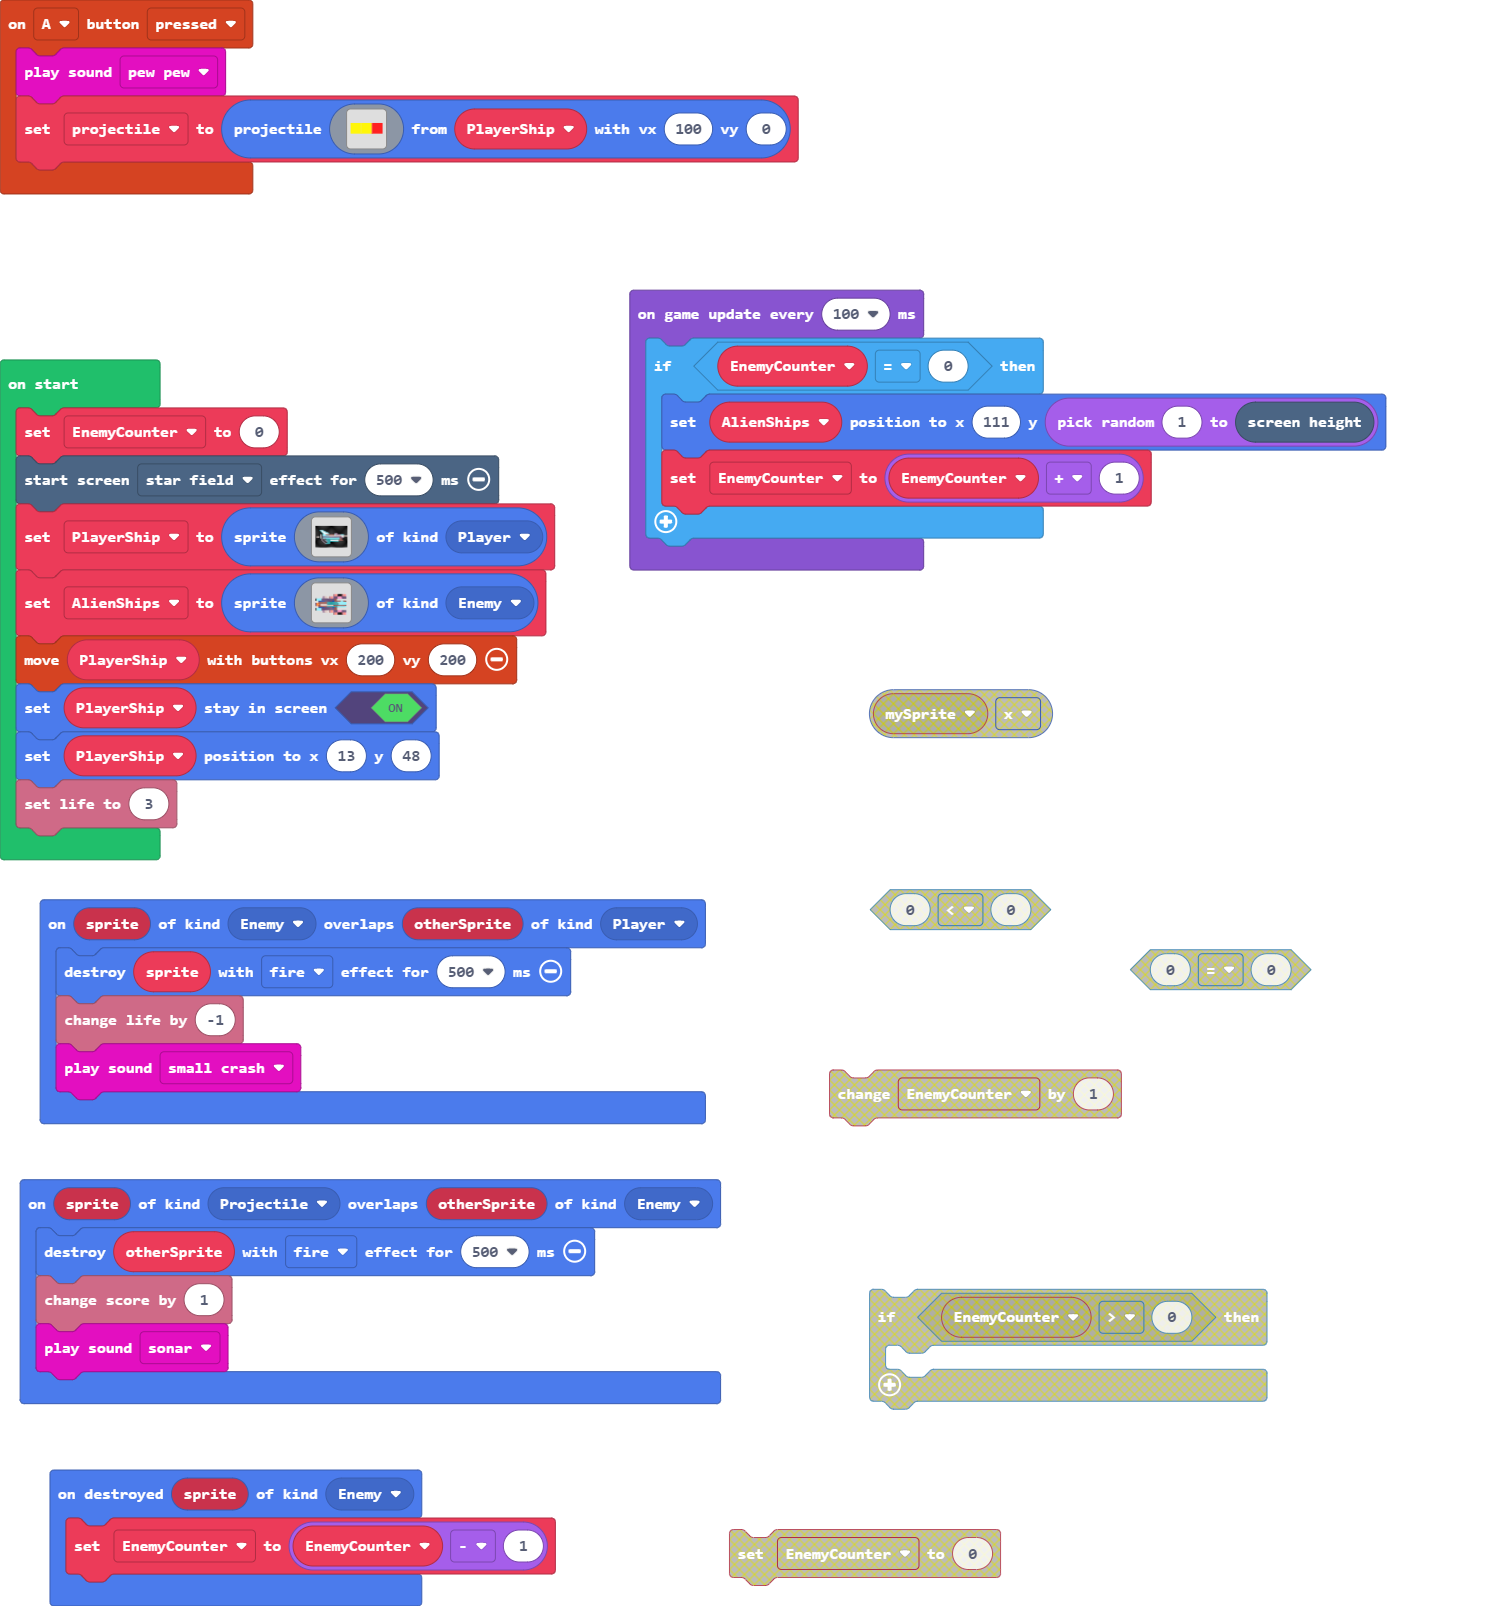 on A button pressed
play sound pew pew
set projectile to projectile from PlayerShip with vx 100 vy 0
on game update every 100 ms
if EnemyCounter = 0 then
set AlienShips position to x 111 y pick random 1 to screen height
set EnemyCounter to EnemyCounter + 1
on start
set EnemyCounter to 0
start screen star field effect for 500 ms
set PlayerShip to sprite of kind Player
set AlienShips to sprite of kind Enemy
move PlayerShip with buttons vx 200 vy 200
set PlayerShip stay in screen ON
set PlayerShip position to x 13 y 48
set life to 3
mySprite x
0 < 0
0 = 0
on sprite of kind Enemy overlaps otherSprite of kind Player
destroy sprite with fire effect for 500 ms
change life by -1
play sound small crash
change EnemyCounter by 1
on sprite of kind Projectile overlaps otherSprite of kind Enemy
destroy otherSprite with fire effect for 500 ms
change score by 1
play sound sonar
if EnemyCounter > 0 then
on destroyed sprite of kind Enemy
set EnemyCounter to EnemyCounter - 1
set EnemyCounter to 0